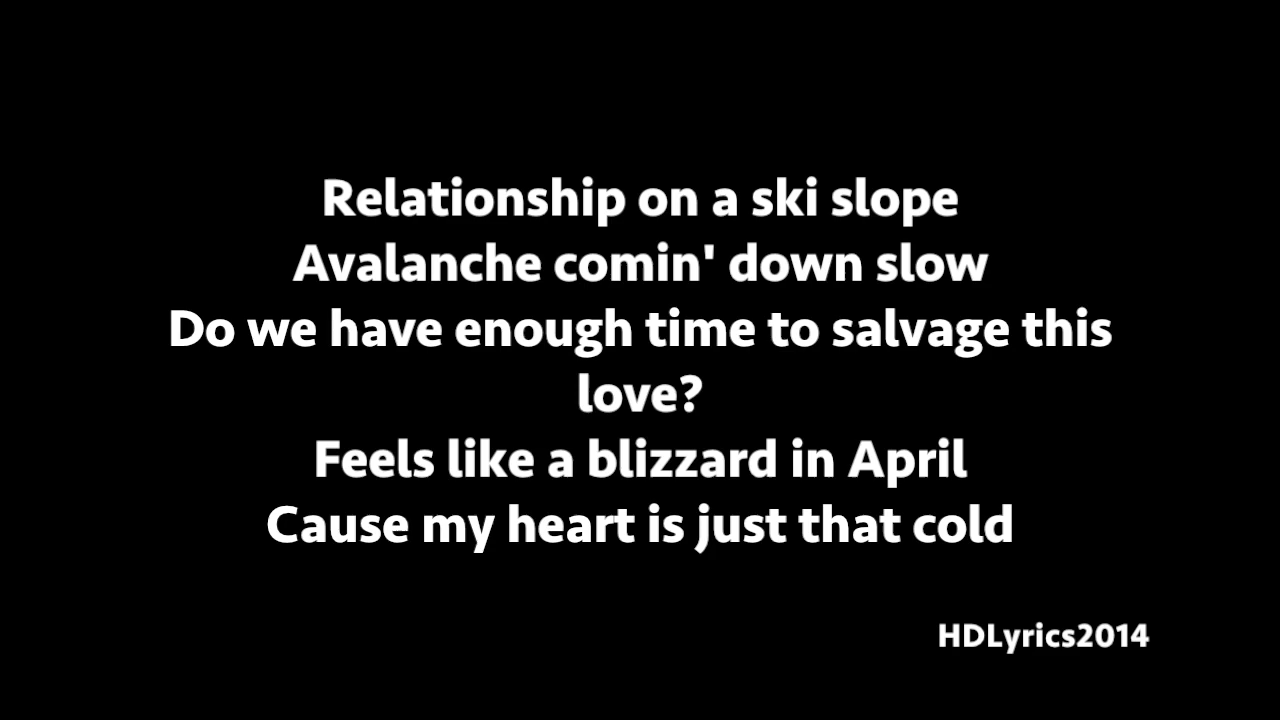 Relationship on a ski slope
Avalanche comin' down slow
Do we have enough time to salvage this
love?
Feels like a blizzard in April
Cause my heart is just that cold
HDLyrics2014